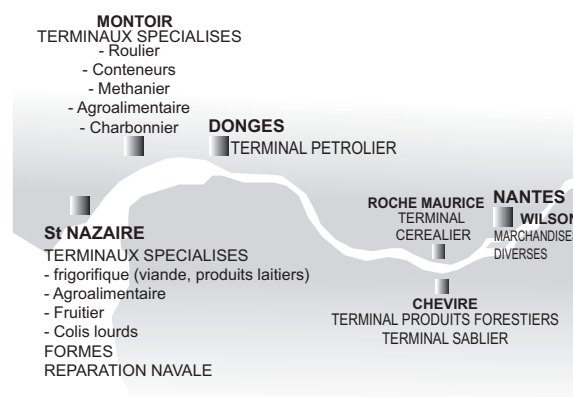 MONTOIR
TERMINAUX SPECIALISES
- Roulier
- Conteneurs
- Methanier
- Agroalimentaire
- Charbonnier
DONGES
TERMINAL PETROLIER
St NAZAIRE
TERMINAUX SPECIALISES
- frigorifique (viande, produits laitiers)
- Agroalimentaire
- Fruitier
- Colis lourds
FORMES
REPARATION NAVALE
ROCHE MAURICE
TERMINAL
CEREALIER
NANTES
WILSON
MARCHANDISES
DIVERSES
CHEVIRE
TERMINAL PRODUITS FORESTIERS
TERMINAL SABLIER